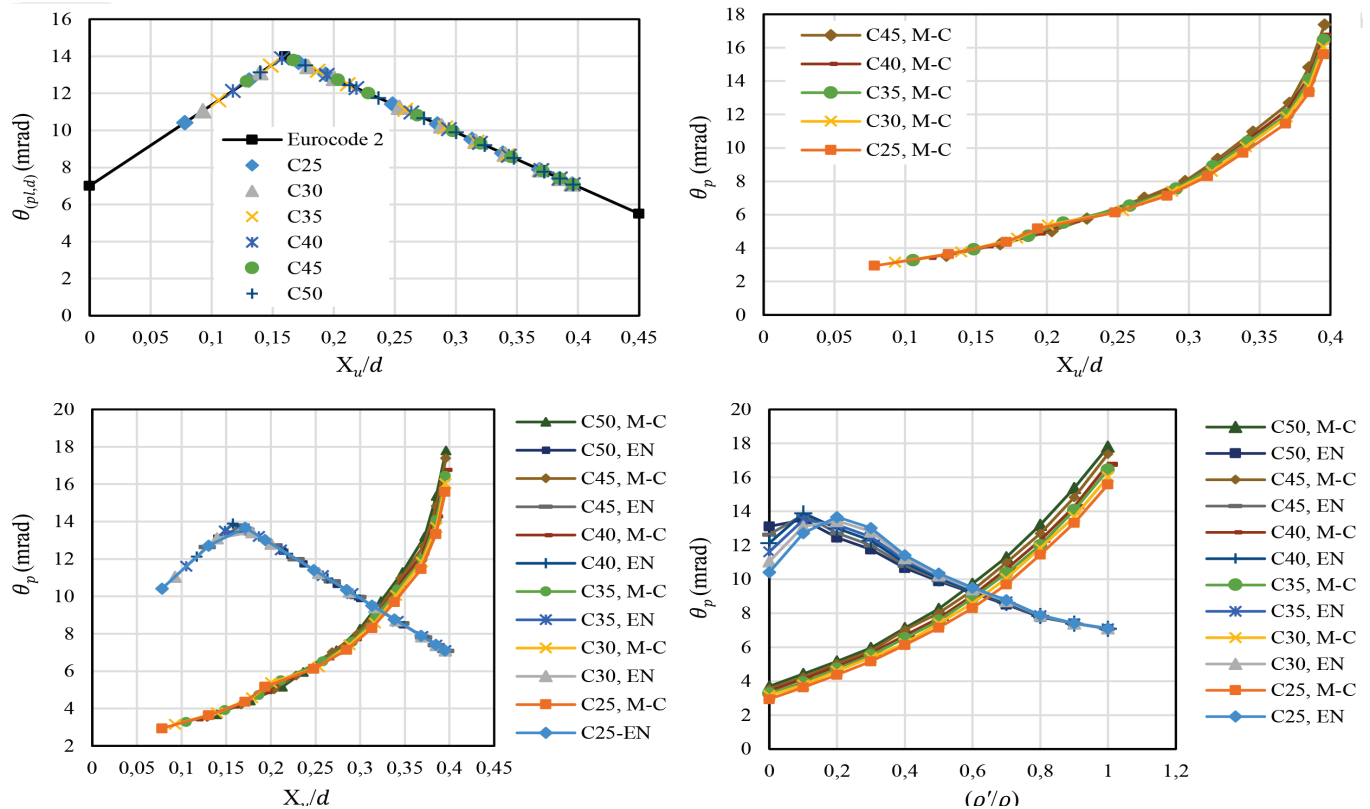 16
14
12
10
8
6
4
2
0
θ(pl,d) (mrad)
Eurocode 2
C25
C30
C35
C40
C45
C50
0 0,05 0,1 0,15 0,2 0,25 0,3 0,35 0,4 0,45
Xu/d
18
16
14
12
10
8
6
4
2
0
θp (mrad)
C45, M-C
C40, M-C
C35, M-C
C30, M-C
C25, M-C
0 0,05 0,1 0,15 0,2 0,25 0,3 0,35 0,4
Xu/d
20
18
16
14
12
10
8
6
4
2
θp (mrad)
0 0,05 0,1 0,15 0,2 0,25 0,3 0,35 0,4 0,45
Xu/d
C50, M-C
C50, EN
C45, M-C
C45, EN
C40, M-C
C40, EN
C35, M-C
C35, EN
C30, M-C
C30, EN
C25, M-C
C25-EN
20
18
16
14
12
10
8
6
4
2
0
θp (mrad)
0 0,2 0,4 0,6 0,8 1 1,2
(ρ'/ρ)
C50, M-C
C50, EN
C45, M-C
C45, EN
C40, M-C
C40, EN
C35, M-C
C35, EN
C30, M-C
C30, EN
C25, M-C
C25, EN